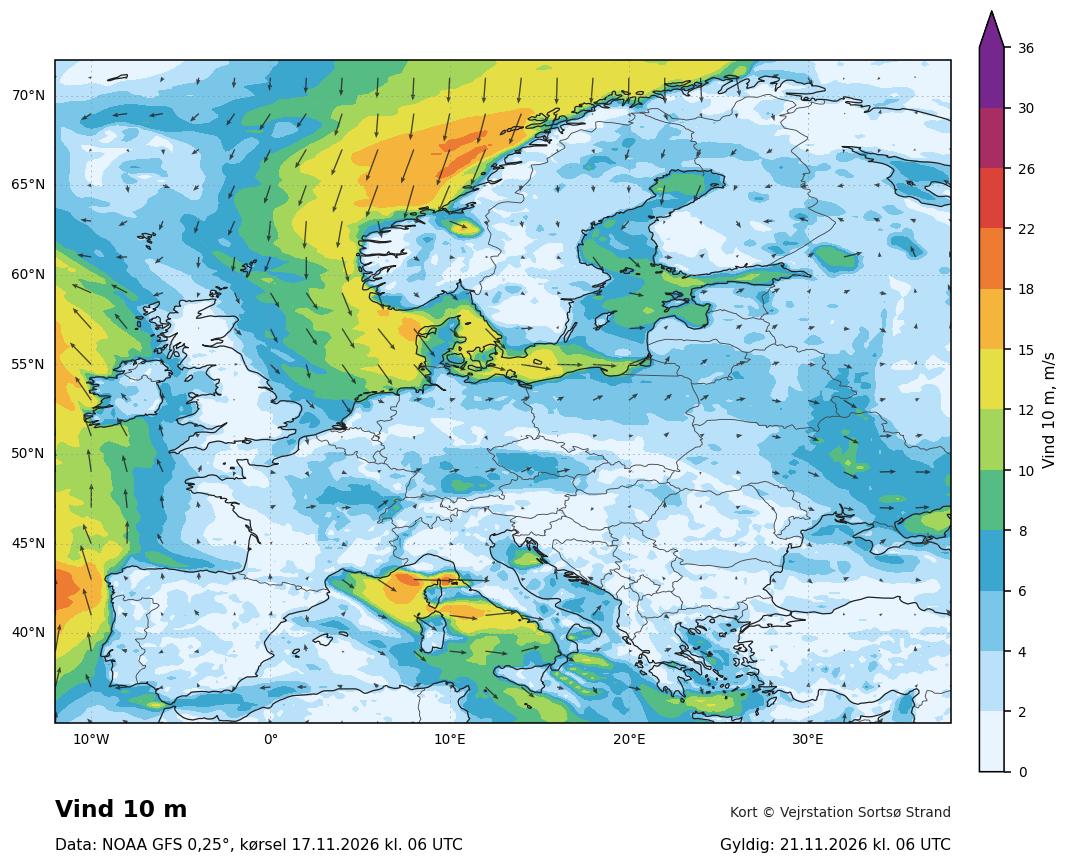 36
30
26
22
18
15
12
10
8
6
4
2
0
Vind 10 m, m/s
70°N
65°N
60°N
55°N
50°N
45°N
40°N
10°W
0°
10°E
20°E
30°E
Vind 10 m
Kort © Vejrstation Sortsø Strand
Data: NOAA GFS 0,25°, kørsel 17.11.2026 kl. 06 UTC
Gyldig: 21.11.2026 kl. 06 UTC